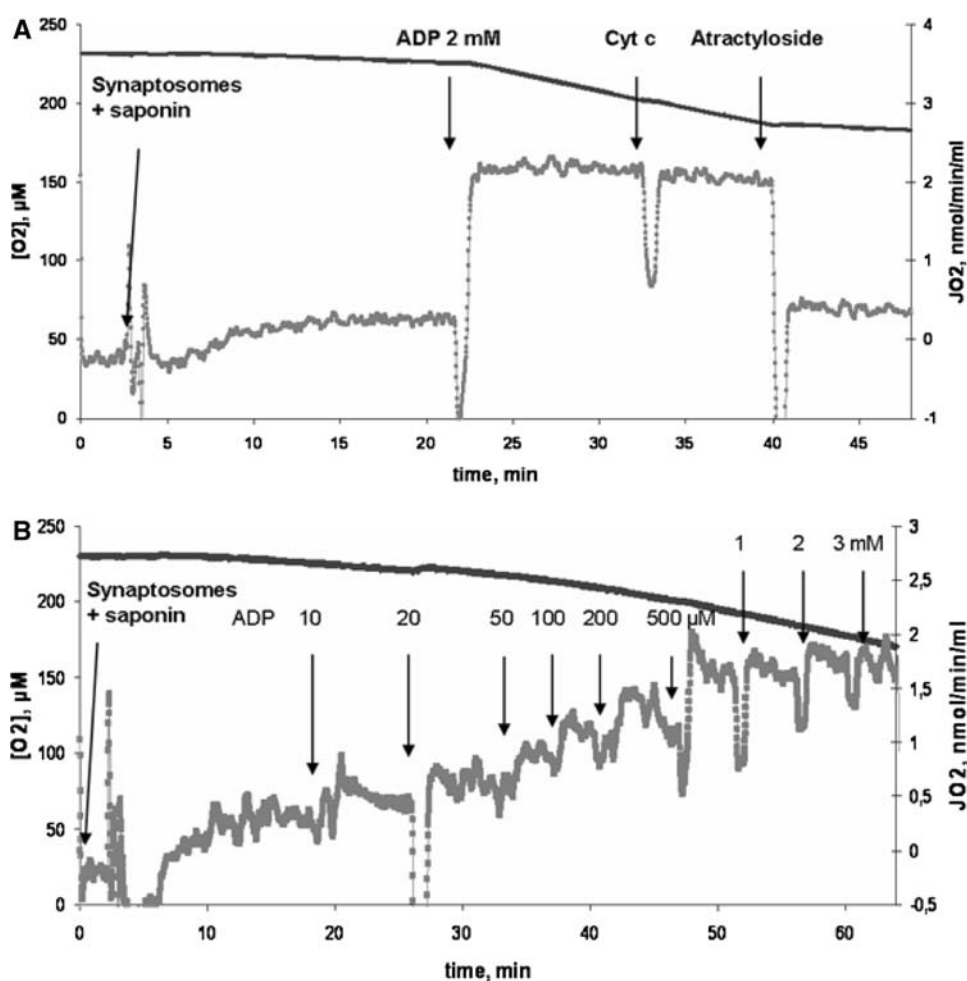 A
250
200
150
100
50
0
[O2], µM
ADP 2 mM
Cyt c
Atractyloside
Synaptosomes
+ saponin
4
3
2
1
0
-1
JO2, nmol/min/ml
0 5 10 15 20 25 30 35 40 45
time, min
B
250
200
150
100
50
0
[O2], µM
1 2 3 mM
Synaptosomes
+ saponin
ADP 10 20 50 100 200 500 µM
3
2,5
2
1,5
1
0,5
0
-0,5
JO2, nmol/min/ml
0 10 20 30 40 50 60
time, min